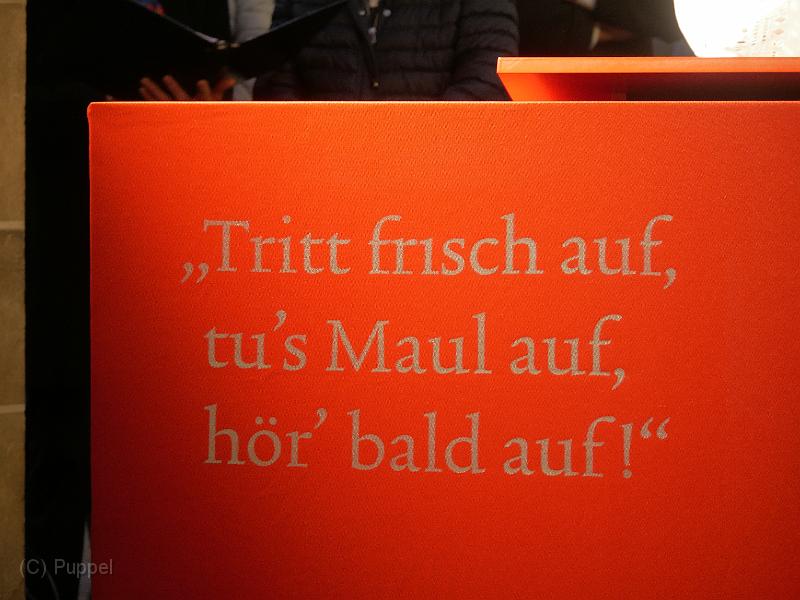 „Tritt frisch auf,
tu’s Maul auf,
hör’ bald auf!“
(C) Puppel